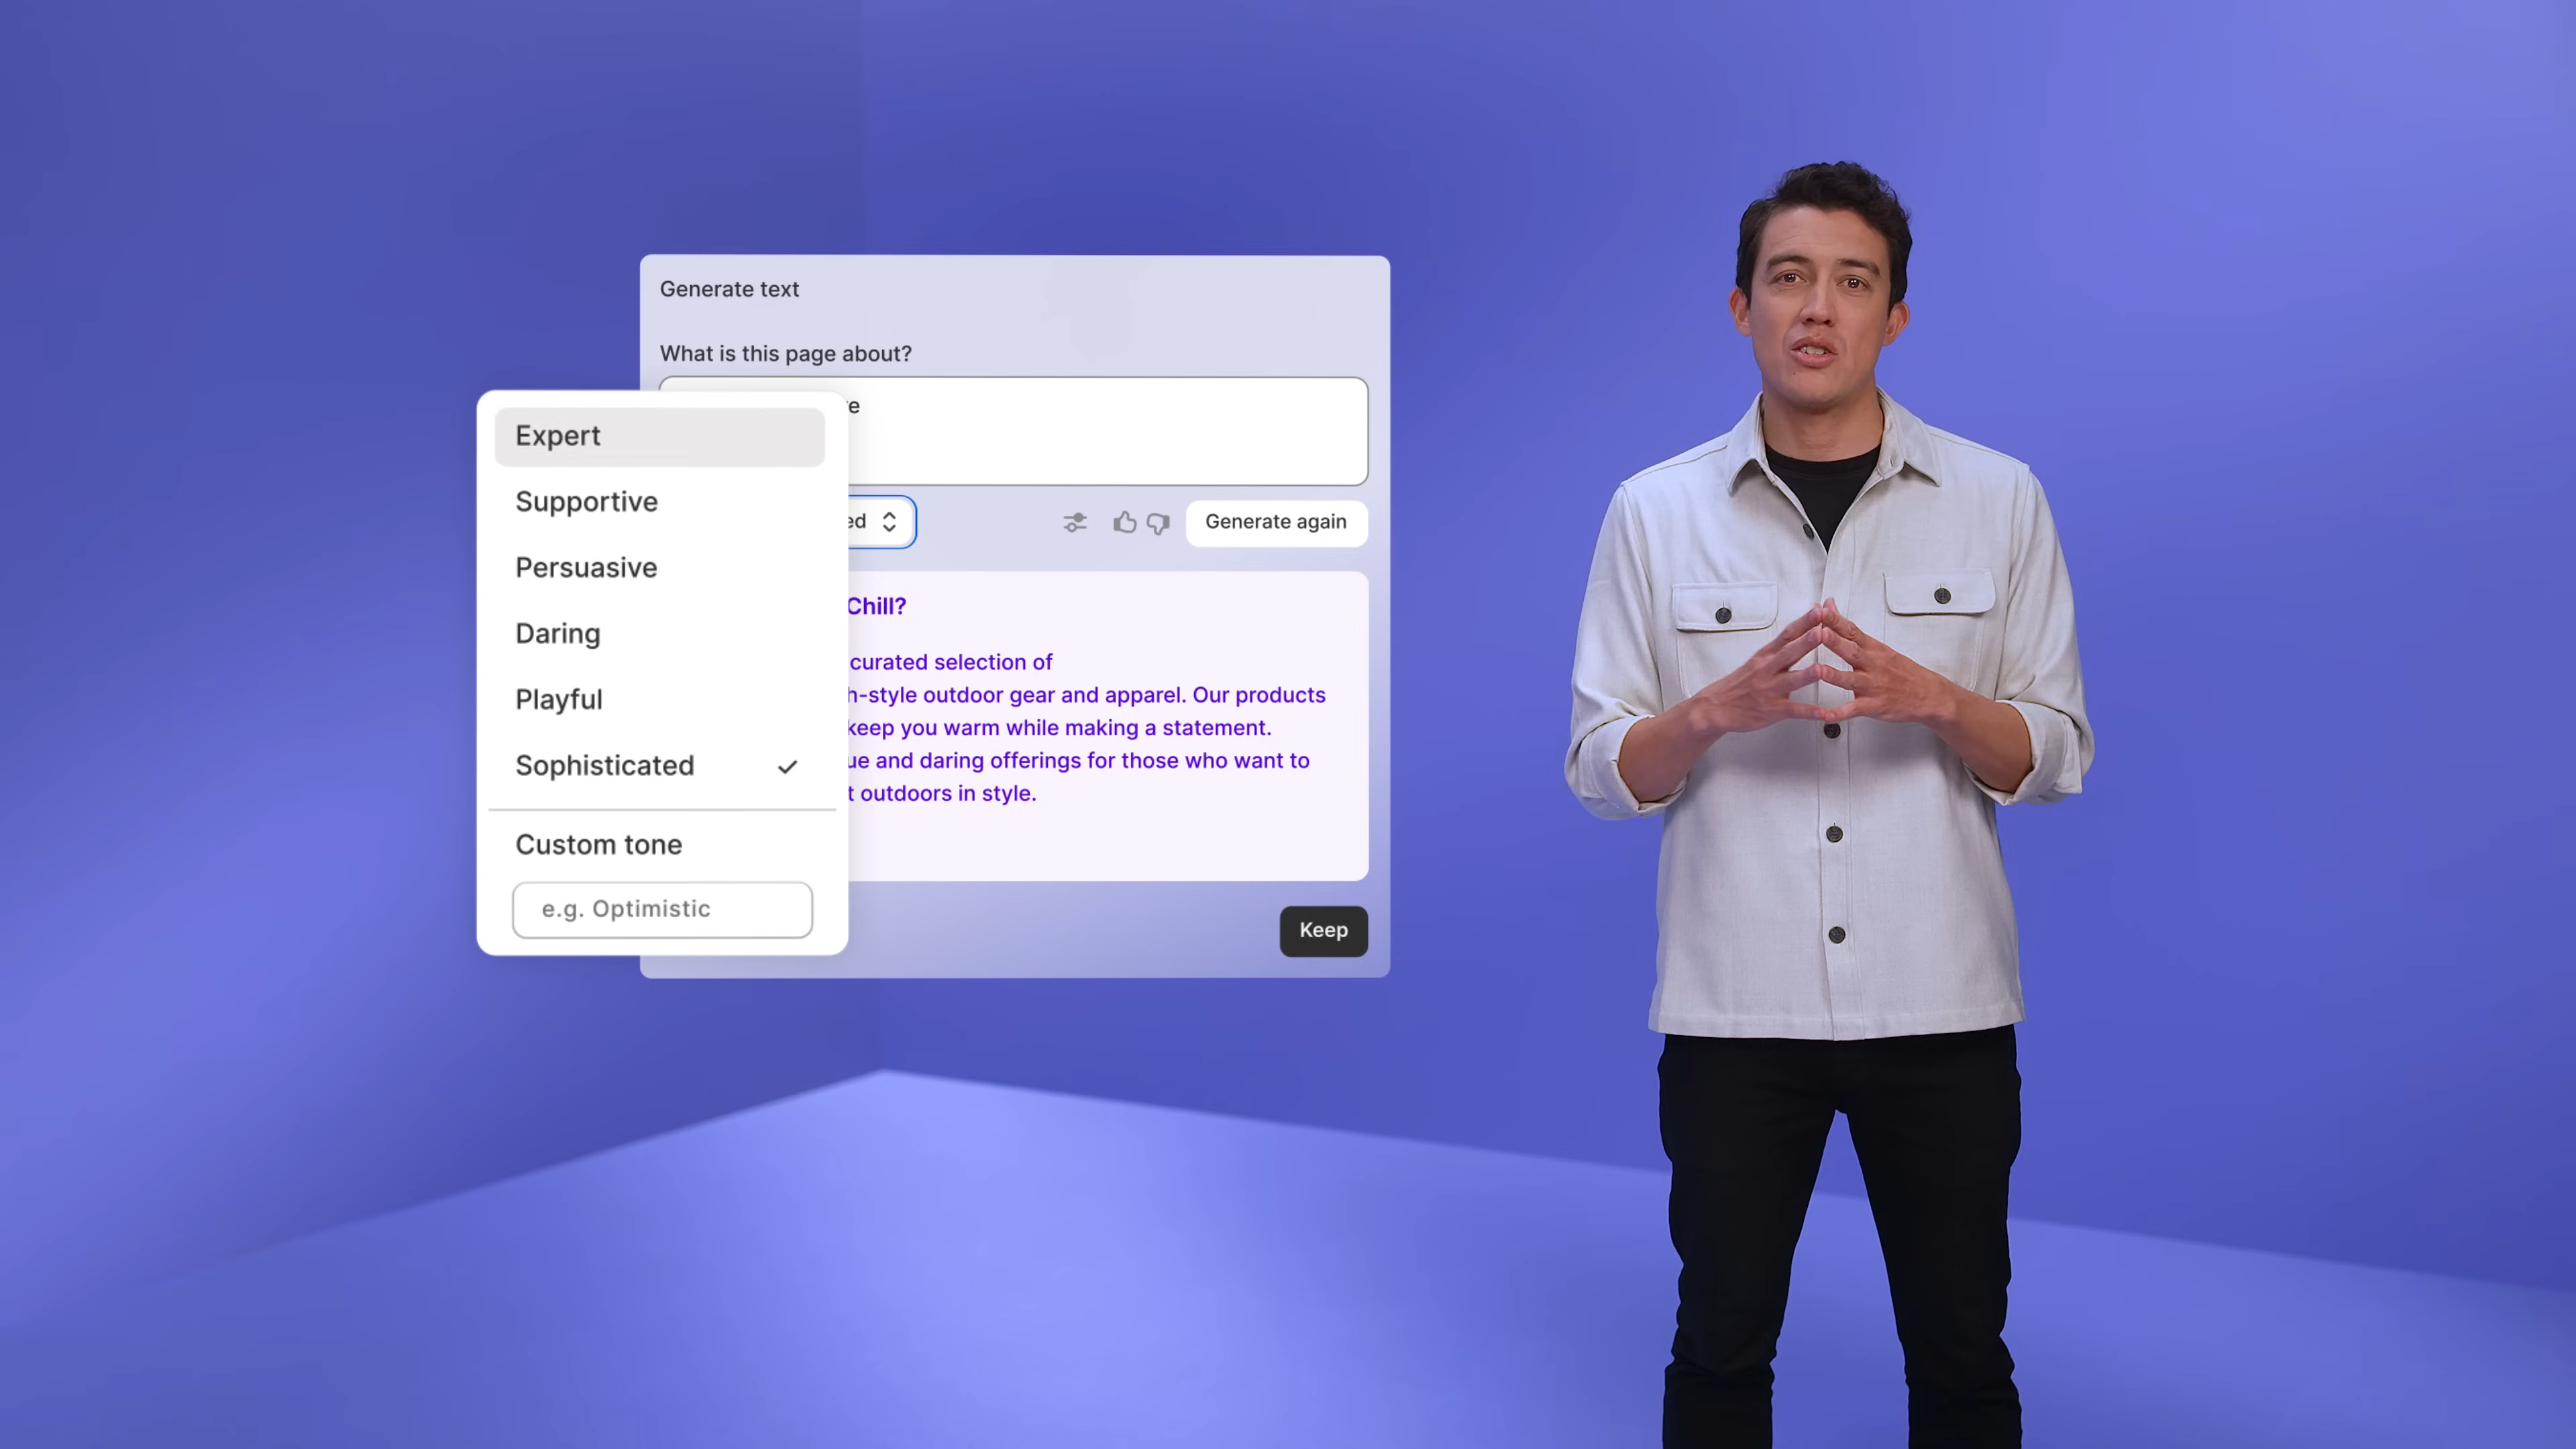 Generate text
What is this page about?
Expert
Supportive
Persuasive
Daring
Playful
Sophisticated
Custom tone
e.g. Optimistic
Generate again
Chill?
curated selection of
-style outdoor gear and apparel. Our products
keep you warm while making a statement.
and daring offerings for those who want to
outdoors in style.
Keep